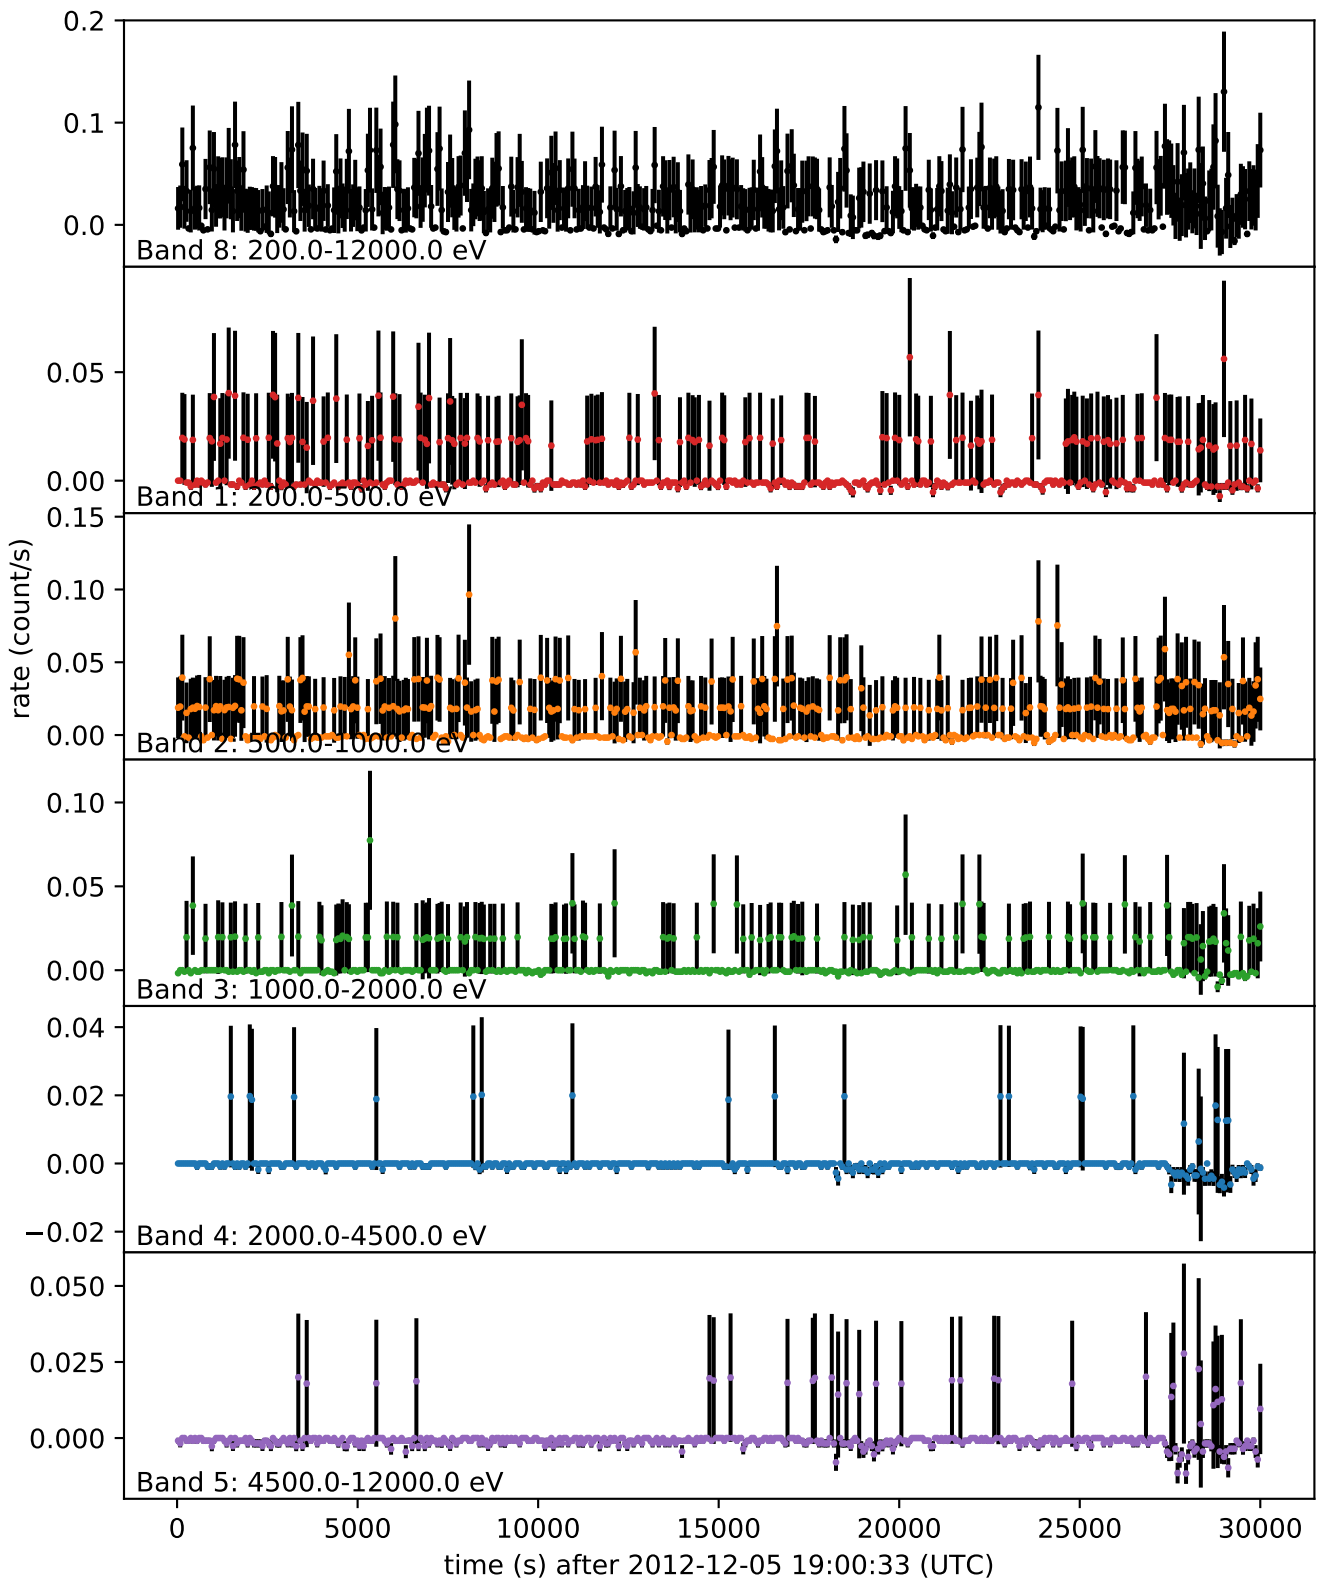 0.2
0.1
0.0
Band 8: 200.0-12000.0 eV
0.05
0.00
Band 1: 200.0-500.0 eV
0.15
0.10
0.05
0.00
Band 2: 500.0-1000.0 eV
rate (count/s)
0.10
0.05
0.00
Band 3: 1000.0-2000.0 eV
0.04
0.02
0.00
−0.02
Band 4: 2000.0-4500.0 eV
0.050
0.025
0.000
Band 5: 4500.0-12000.0 eV
0 5000 10000 15000 20000 25000 30000
time (s) after 2012-12-05 19:00:33 (UTC)